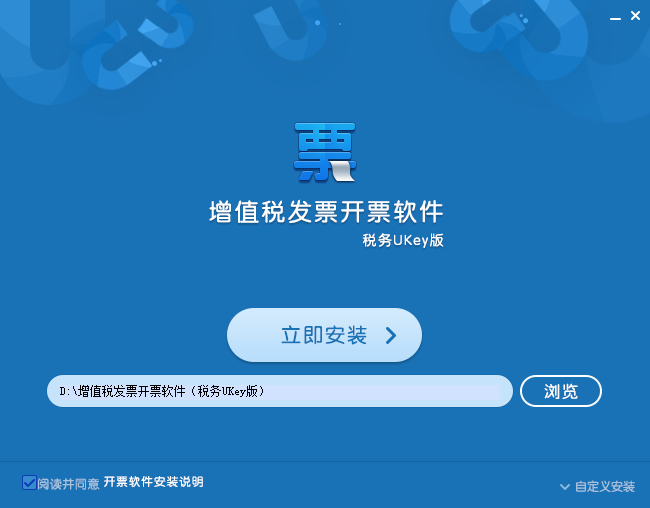 票
增值税发票开票软件
税务UKey版
立即安装
D:\增值税发票开票软件（税务UKey版）
浏览
阅读并同意 开票软件安装说明
自定义安装